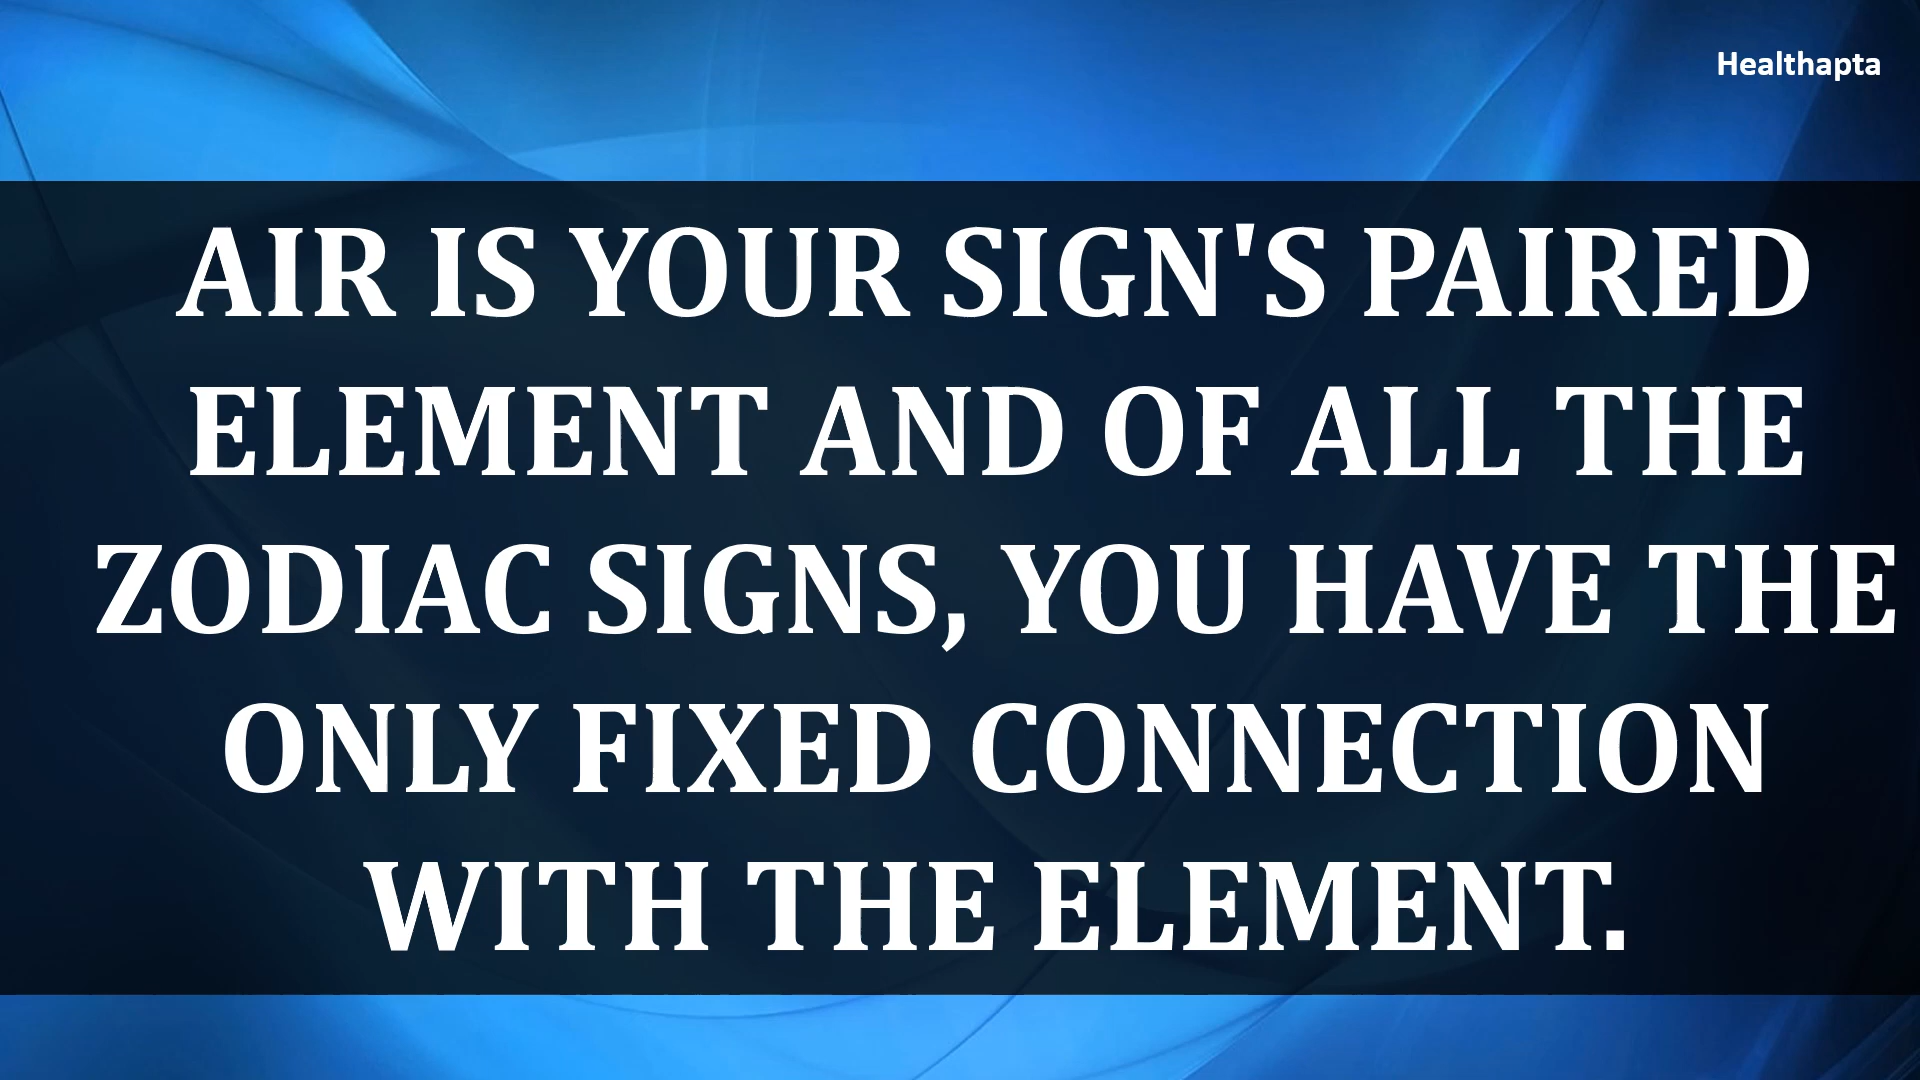 Healthapta
AIR IS YOUR SIGN'S PAIRED
ELEMENT AND OF ALL THE
ZODIAC SIGNS, YOU HAVE THE
ONLY FIXED CONNECTION
WITH THE ELEMENT.